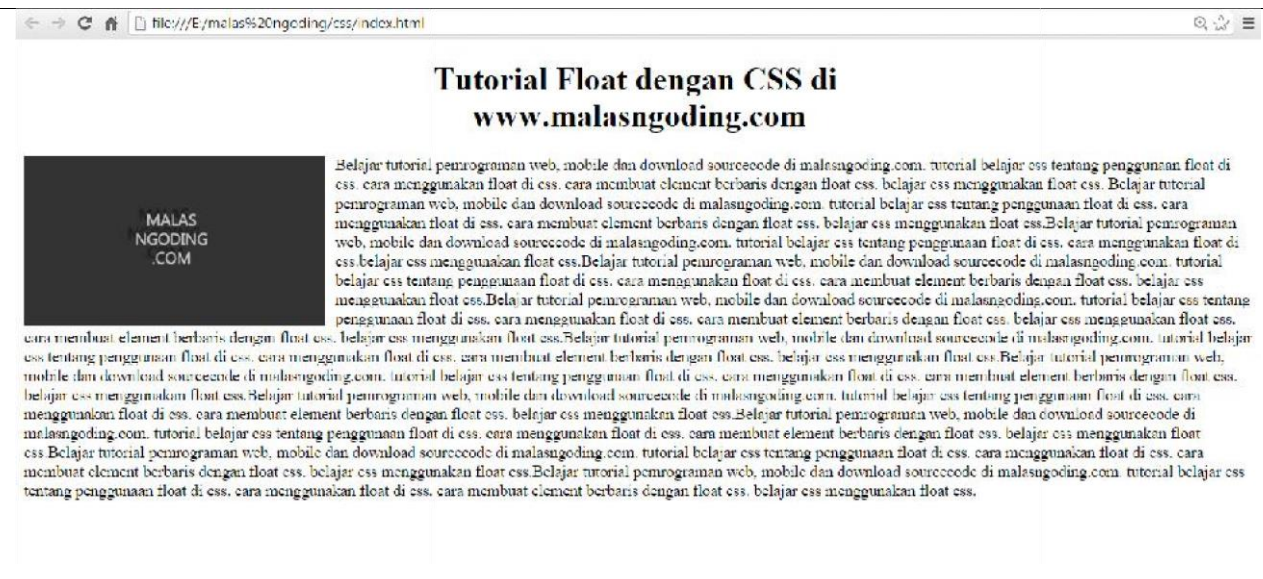 file:///E:/malas%20ngoding/css/index.html
Tutorial Float dengan CSS di
www.malasngoding.com
MALAS
NGODING
.COM
Belajar tutorial pemrograman web, mobile dan download sourcecode di malasngoding.com. tutorial belajar css tentang penggunaan float di
css. cara menggunakan float di css. cara membuat element berbaris dengan float css. belajar css menggunakan float css. Belajar tutorial
pemrograman web, mobile dan download sourcecode di malasngoding.com. tutorial belajar css tentang penggunaan float di css. cara
menggunakan float di css. cara membuat element berbaris dengan float css. belajar css menggunakan float css.Belajar tutorial pemrograman
web, mobile dan download sourcecode di malasngoding.com. tutorial belajar css tentang penggunaan float di css. cara menggunakan float di
css.belajar css menggunakan float css.Belajar tutorial pemrograman web, mobile dan download sourcecode di malasngoding.com. tutorial
belajar css tentang penggunaan float di css. cara menggunakan float di css. cara membuat element berbaris dengan float css. belajar css
menggunakan float css.Belajar tutorial pemrograman web, mobile dan download sourcecode di malasngoding.com. tutorial belajar css tentang
penggunaan float di css. cara menggunakan float di css. cara membuat element berbaris dengan float css. belajar css menggunakan float css.
cara membuat element berbaris dengan float css. belajar css menggunakan float css.Belajar tutorial pemrograman web, mobile dan download sourcecode di malasngoding.com. tutorial belajar
css tentang penggunaan float di css. cara menggunakan float di css. cara membuat element berbaris dengan float css. belajar css menggunakan float css.Belajar tutorial pemrograman web,
mobile dan download sourcecode di malasngoding.com. tutorial belajar css tentang penggunaan float di css. cara menggunakan float di css. cara membuat element berbaris dengan float css.
belajar css menggunakan float css.Belajar tutorial pemrograman web, mobile dan download sourcecode di malasngoding.com. tutorial belajar css tentang penggunaan float di css. cara
menggunakan float di css. cara membuat element berbaris dengan float css. belajar css menggunakan float css.Belajar tutorial pemrograman web, mobile dan download sourcecode di
malasngoding.com. tutorial belajar css tentang penggunaan float di css. cara menggunakan float di css. cara membuat element berbaris dengan float css. belajar css menggunakan float
css.Belajar tutorial pemrograman web, mobile dan download sourcecode di malasngoding.com. tutorial belajar css tentang penggunaan float di css. cara menggunakan float di css. cara
membuat element berbaris dengan float css. belajar css menggunakan float css.Belajar tutorial pemrograman web, mobile dan download sourcecode di malasngoding.com. tutorial belajar css
tentang penggunaan float di css. cara menggunakan float di css. cara membuat element berbaris dengan float css. belajar css menggunakan float css.